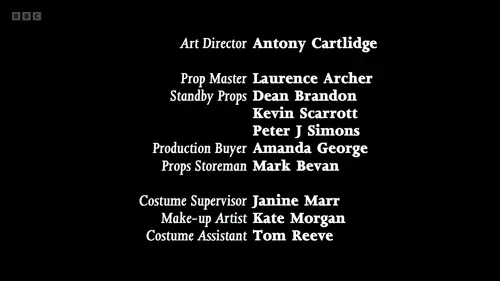 BBC
Art Director Antony Cartlidge
Prop Master Laurence Archer
Standby Props Dean Brandon
Kevin Scarrott
Peter J Simons
Production Buyer Amanda George
Props Storeman Mark Bevan
Costume Supervisor Janine Marr
Make-up Artist Kate Morgan
Costume Assistant Tom Reeve